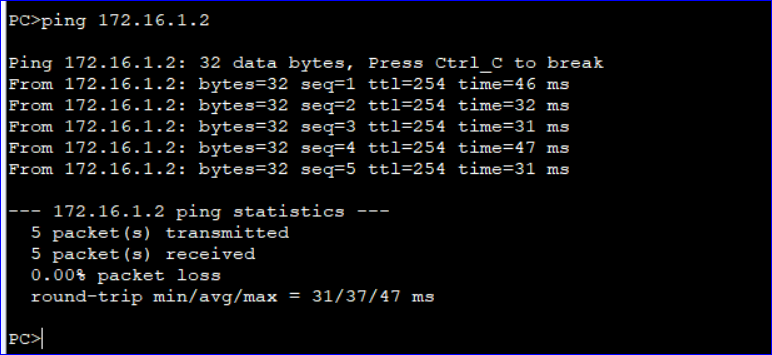 PC>ping 172.16.1.2
Ping 172.16.1.2: 32 data bytes, Press Ctrl_C to break
From 172.16.1.2: bytes=32 seq=1 ttl=254 time=46 ms
From 172.16.1.2: bytes=32 seq=2 ttl=254 time=32 ms
From 172.16.1.2: bytes=32 seq=3 ttl=254 time=31 ms
From 172.16.1.2: bytes=32 seq=4 ttl=254 time=47 ms
From 172.16.1.2: bytes=32 seq=5 ttl=254 time=31 ms
--- 172.16.1.2 ping statistics ---
5 packet(s) transmitted
5 packet(s) received
0.00% packet loss
round-trip min/avg/max = 31/37/47 ms
PC>